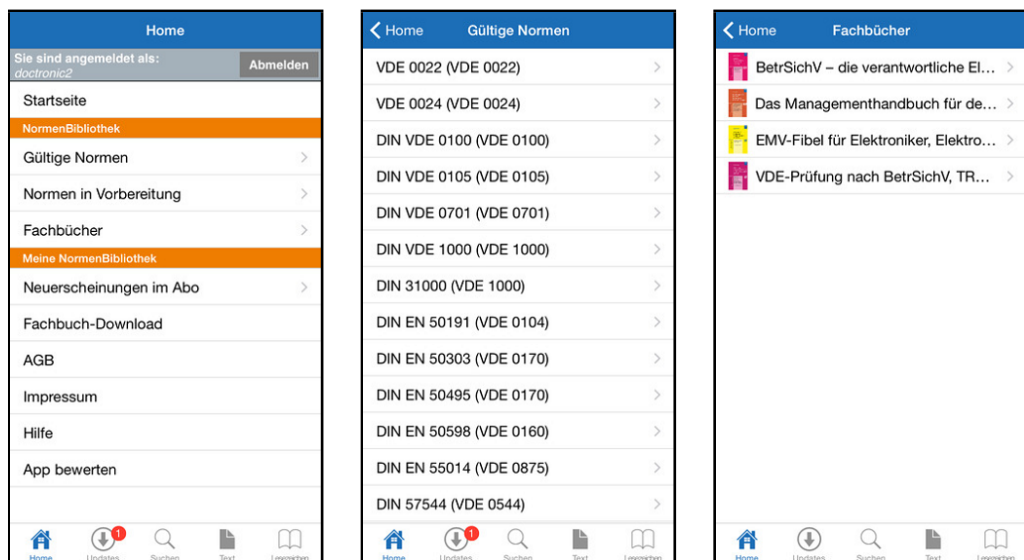 Home
Sie sind angemeldet als:
doctronic2
Abmelden
Startseite
NormenBibliothek
Gültige Normen
Normen in Vorbereitung
Fachbücher
Meine NormenBibliothek
Neuerscheinungen im Abo
Fachbuch-Download
AGB
Impressum
Hilfe
App bewerten
1
Home Updates Suchen Text Lesezeichen
Home Gültige Normen
VDE 0022 (VDE 0022)
VDE 0024 (VDE 0024)
DIN VDE 0100 (VDE 0100)
DIN VDE 0105 (VDE 0105)
DIN VDE 0701 (VDE 0701)
DIN VDE 1000 (VDE 1000)
DIN 31000 (VDE 1000)
DIN EN 50191 (VDE 0104)
DIN EN 50303 (VDE 0170)
DIN EN 50495 (VDE 0170)
DIN EN 50598 (VDE 0160)
DIN EN 55014 (VDE 0875)
DIN 57544 (VDE 0544)
1
Home Updates Suchen Text Lesezeichen
Home Fachbücher
BetrSichV – die verantwortliche El...
Das Managementhandbuch für de...
EMV-Fibel für Elektroniker, Elektro...
VDE-Prüfung nach BetrSichV, TR...
Home Updates Suchen Text Lesezeichen